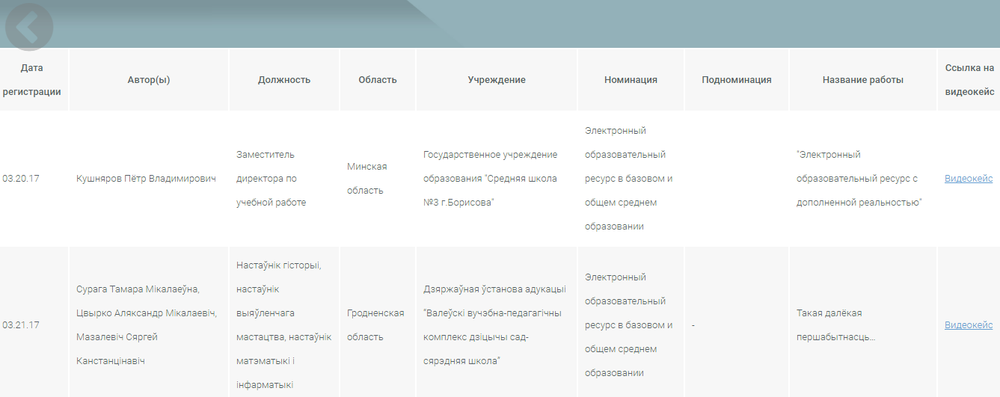 Дата
регистрации
Автор(ы)
Должность
Область
Учреждение
Номинация
Подноминация
Название работы
Ссылка на
видеокейс
03.20.17
Кушняров Пётр Владимирович
Заместитель
директора по
учебной работе
Минская
область
Государственное учреждение
образования "Средняя школа
№3 г.Борисова"
Электронный
образовательный
ресурс в базовом и
общем среднем
образовании
"Электронный
образовательный ресурс с
дополненной реальностью"
Видеокейс
03.21.17
Сурага Тамара Мікалаеўна,
Цвырко Аляксандр Мікалаевіч,
Мазалевіч Сяргей
Канстанцінавіч
Настаўнік гісторыі,
настаўнік
выяўленчага
мастацтва, настаўнік
матэматыкі і
інфарматыкі
Гродненская
область
Дзяржаўная ўстанова адукацыі
"Валеўскі вучэбна-педагагічны
комплекс дзіцячы сад-
сярэдняя школа"
Электронный
образовательный
ресурс в базовом и
общем среднем
образовании
-
Такая далёкая
першабытнасць…
Видеокейс